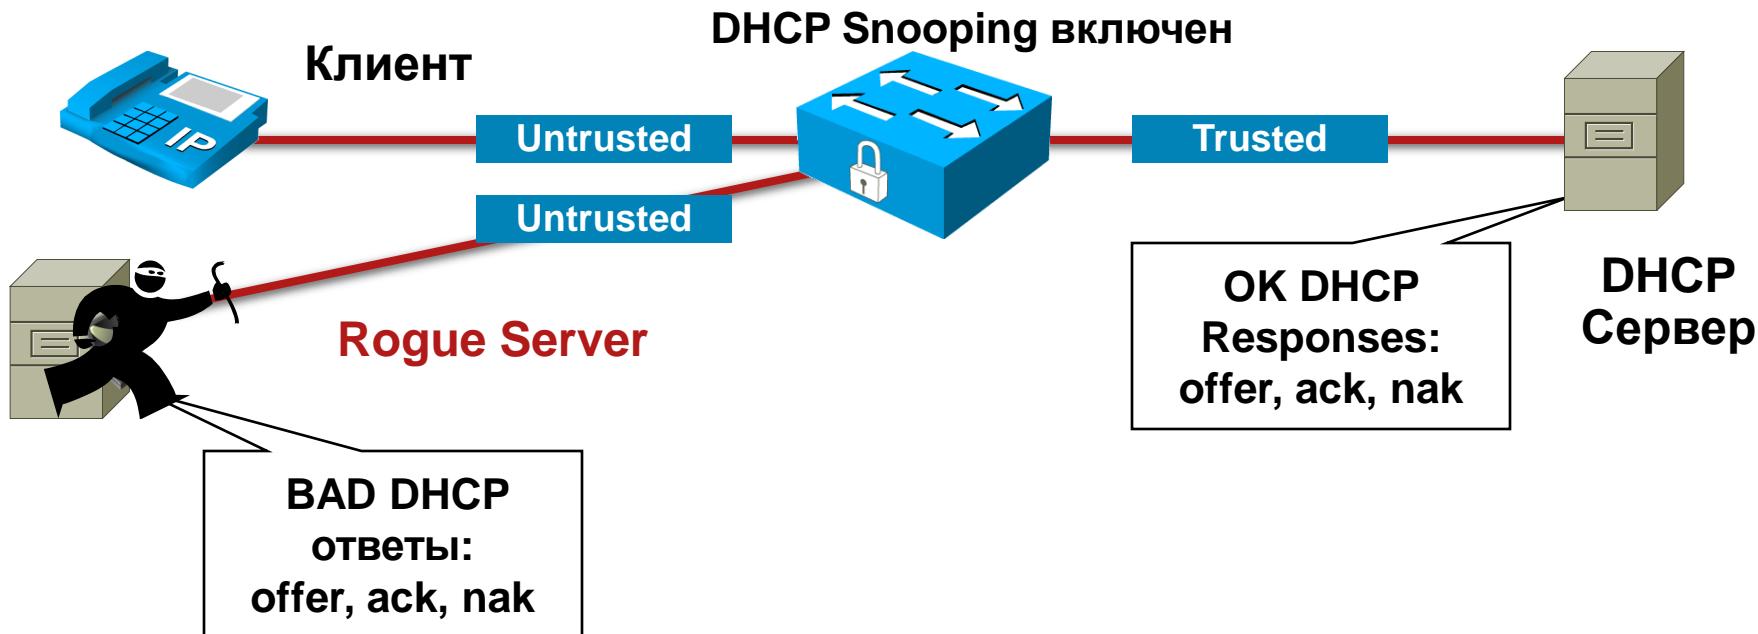 DHCP Snooping включен
Клиент
IP
Untrusted
Trusted
Untrusted
Rogue Server
OK DHCP
Responses:
offer, ack, nak
DHCP
Сервер
BAD DHCP
ответы:
offer, ack, nak